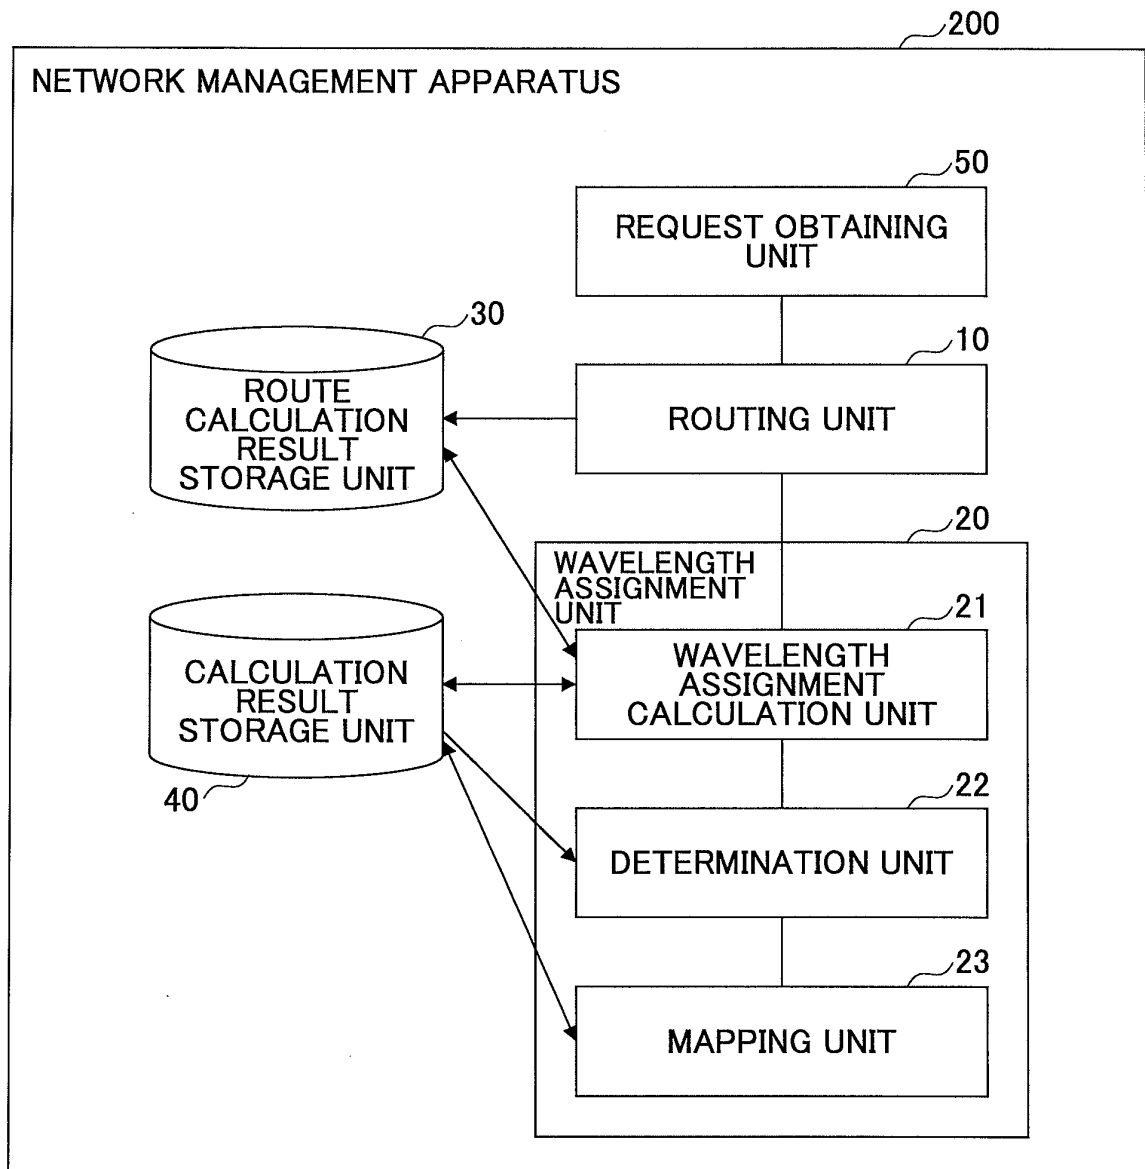 200
NETWORK MANAGEMENT APPARATUS
50
REQUEST OBTAINING
UNIT
30
ROUTE
CALCULATION
RESULT
STORAGE UNIT
10
ROUTING UNIT
20
WAVELENGTH
ASSIGNMENT
UNIT
21
WAVELENGTH
ASSIGNMENT
CALCULATION UNIT
CALCULATION
RESULT
STORAGE UNIT
40
22
DETERMINATION UNIT
23
MAPPING UNIT